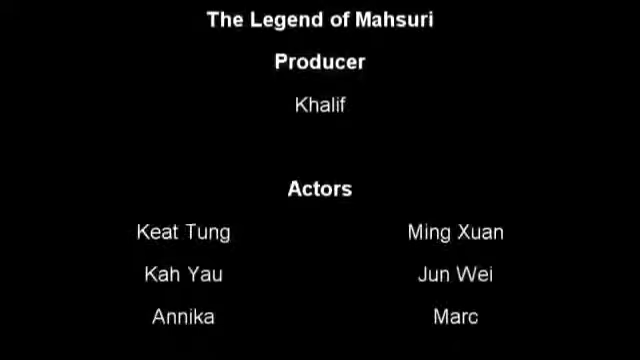 The Legend of Mahsuri
Producer
Khalif
Actors
Keat Tung Ming Xuan
Kah Yau Jun Wei
Annika Marc